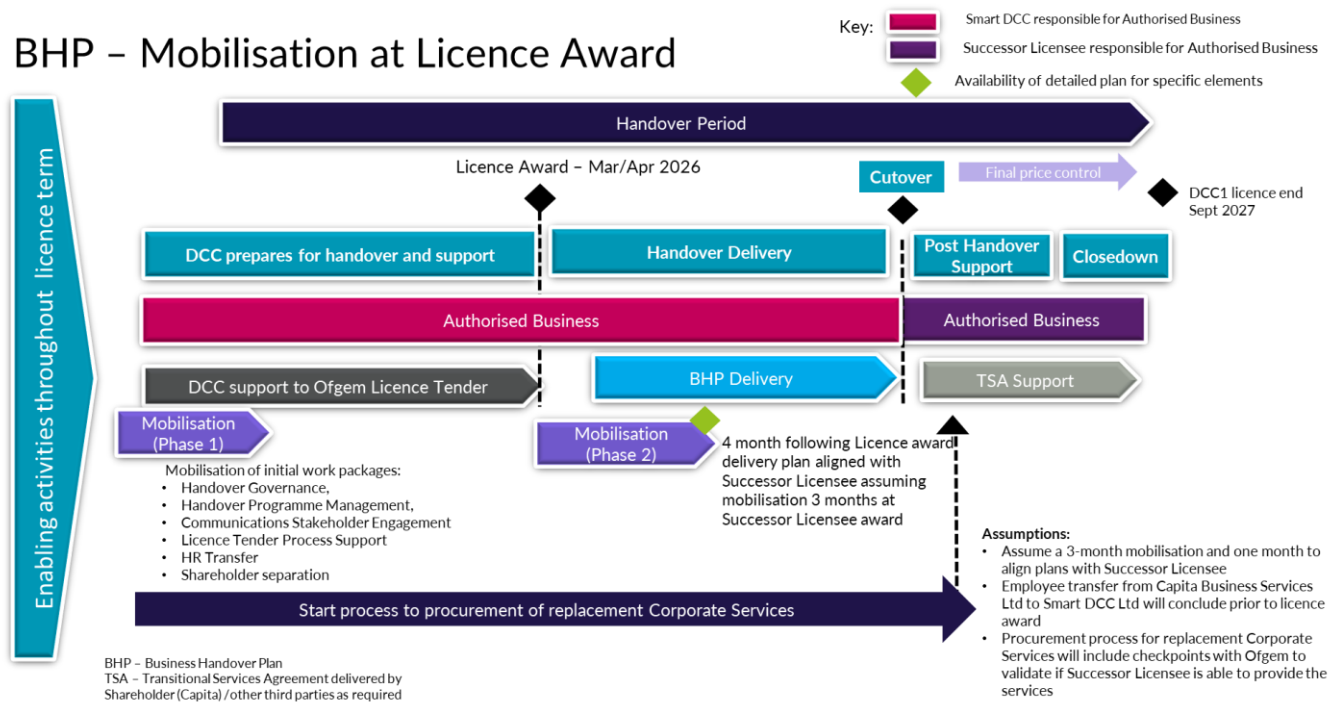 BHP – Mobilisation at Licence Award
Key:
Smart DCC responsible for Authorised Business
Successor Licensee responsible for Authorised Business
Availability of detailed plan for specific elements
Enabling activities throughout licence term
Handover Period
Licence Award – Mar/Apr 2026
Cutover
Final price control
DCC1 licence end
Sept 2027
DCC prepares for handover and support
Handover Delivery
Post Handover
Support
Closedown
Authorised Business
Authorised Business
DCC support to Ofgem Licence Tender
BHP Delivery
TSA Support
Mobilisation
(Phase 1)
Mobilisation
(Phase 2)
4 month following Licence award
delivery plan aligned with
Successor Licensee assuming
mobilisation 3 months at
Successor Licensee award
Mobilisation of initial work packages:
• Handover Governance,
• Handover Programme Management,
• Communications Stakeholder Engagement
• Licence Tender Process Support
• HR Transfer
• Shareholder separation
Start process to procurement of replacement Corporate Services
Assumptions:
• Assume a 3-month mobilisation and one month to
align plans with Successor Licensee
• Employee transfer from Capita Business Services
Ltd to Smart DCC Ltd will conclude prior to licence
award
• Procurement process for replacement Corporate
Services will include checkpoints with Ofgem to
validate if Successor Licensee is able to provide the
services
BHP – Business Handover Plan
TSA – Transitional Services Agreement delivered by
Shareholder (Capita) /other third parties as required